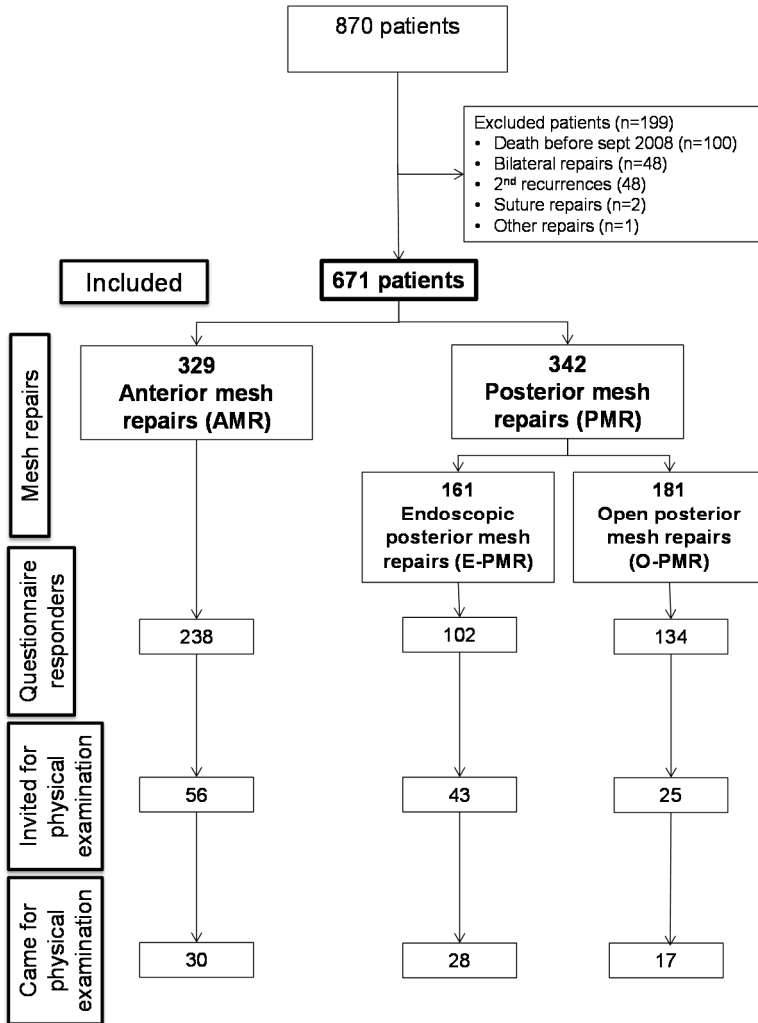 870 patients
Excluded patients (n=199)
• Death before sept 2008 (n=100)
• Bilateral repairs (n=48)
• 2nd recurrences (48)
• Suture repairs (n=2)
• Other repairs (n=1)
Included
671 patients
Mesh repairs
329
Anterior mesh
repairs (AMR)
342
Posterior mesh
repairs (PMR)
161
Endoscopic
posterior mesh
repairs (E-PMR)
181
Open posterior
mesh repairs
(O-PMR)
Questionnaire
responders
238
102
134
Invited for
physical
examination
56
43
25
Came for
physical
examination
30
28
17